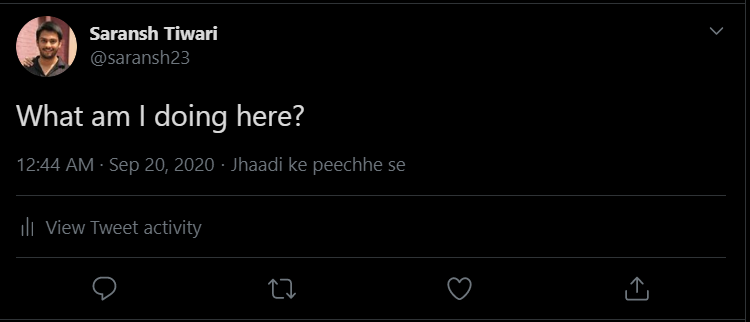 Saransh Tiwari
@saransh23
What am I doing here?
12:44 AM · Sep 20, 2020 · Jhaadi ke peechhe se
View Tweet activity